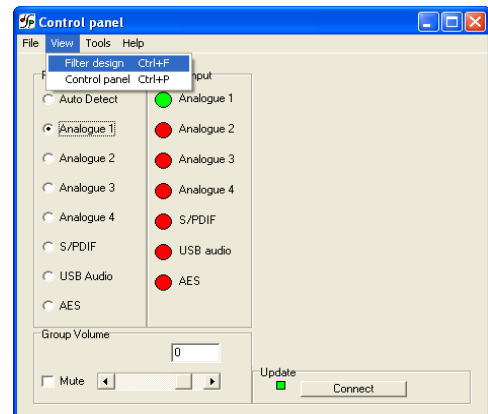 Control panel
File View Tools Help
Filter design Ctrl+F
Control panel Ctrl+P
Auto Detect
Analogue 1
Analogue 2
Analogue 3
Analogue 4
S/PDIF
USB Audio
AES
Analogue 1
Analogue 2
Analogue 3
Analogue 4
S/PDIF
USB audio
AES
Group Volume
0
Mute
Update
Connect